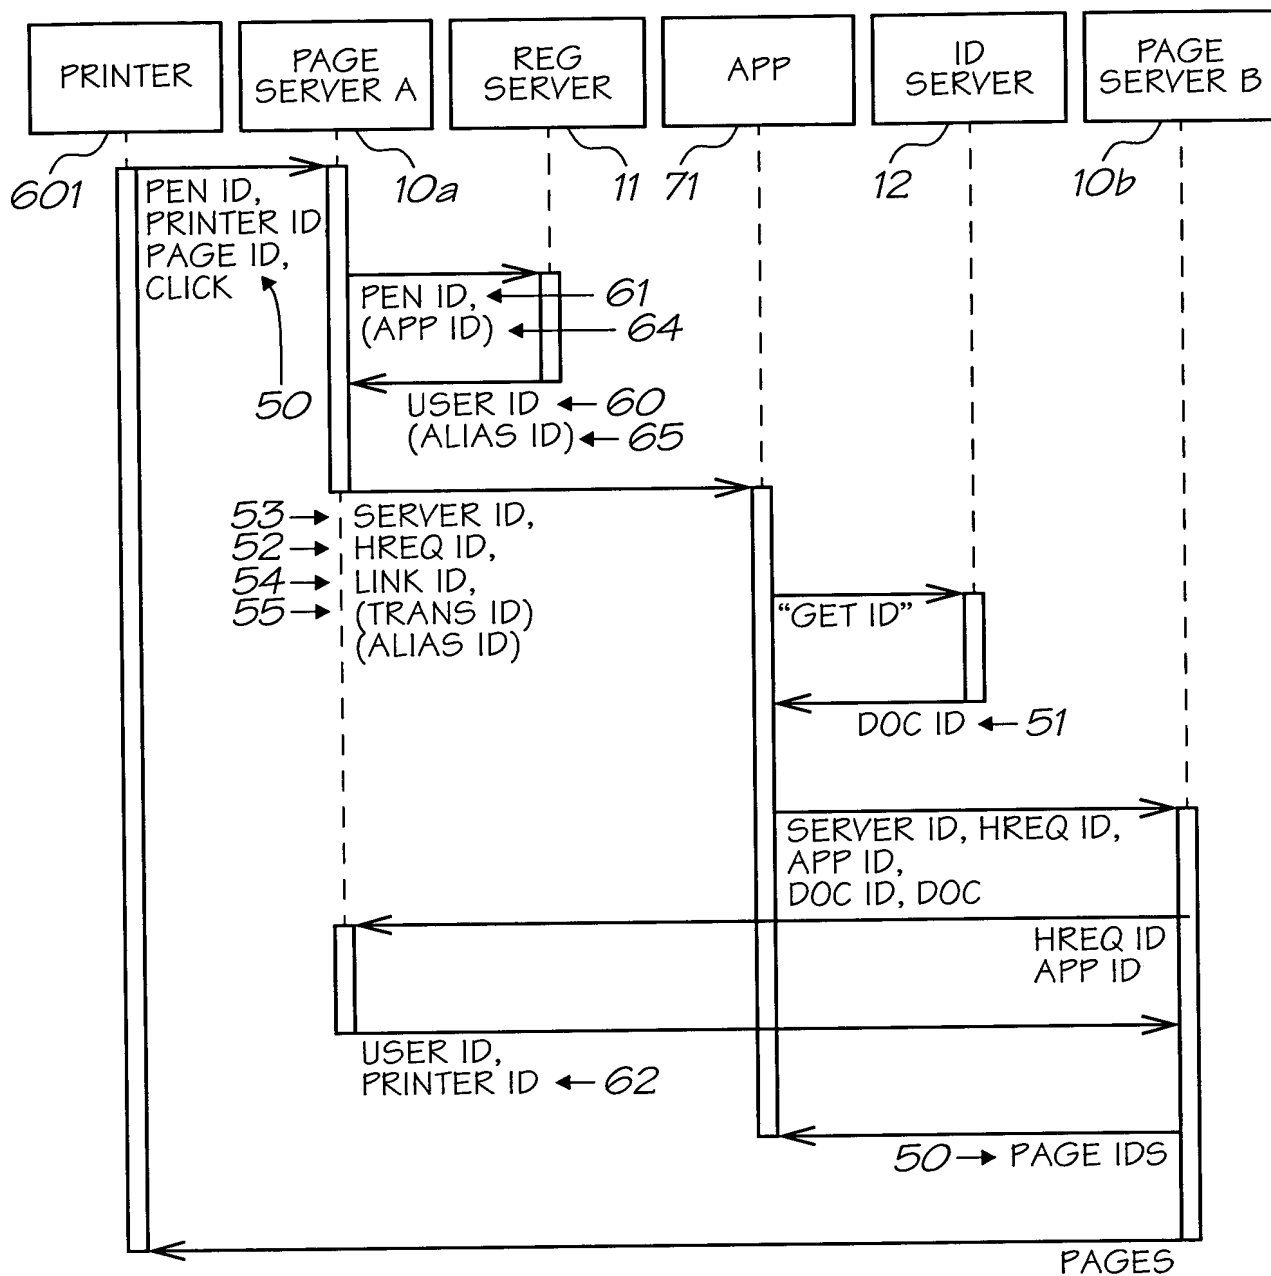 PRINTER
PAGE
SERVER A
REG
SERVER
APP
ID
SERVER
PAGE
SERVER B
601
10a
11
71
12
10b
PEN ID,
PRINTER ID
PAGE ID,
CLICK
50
PEN ID,
61
(APP ID)
64
USER ID
60
(ALIAS ID)
65
53
SERVER ID,
52
HREQ ID,
54
LINK ID,
55
(TRANS ID)
(ALIAS ID)
"GET ID"
DOC ID
51
SERVER ID, HREQ ID,
APP ID,
DOC ID, DOC
HREQ ID
APP ID
USER ID,
PRINTER ID
62
50
PAGE IDS
PAGES